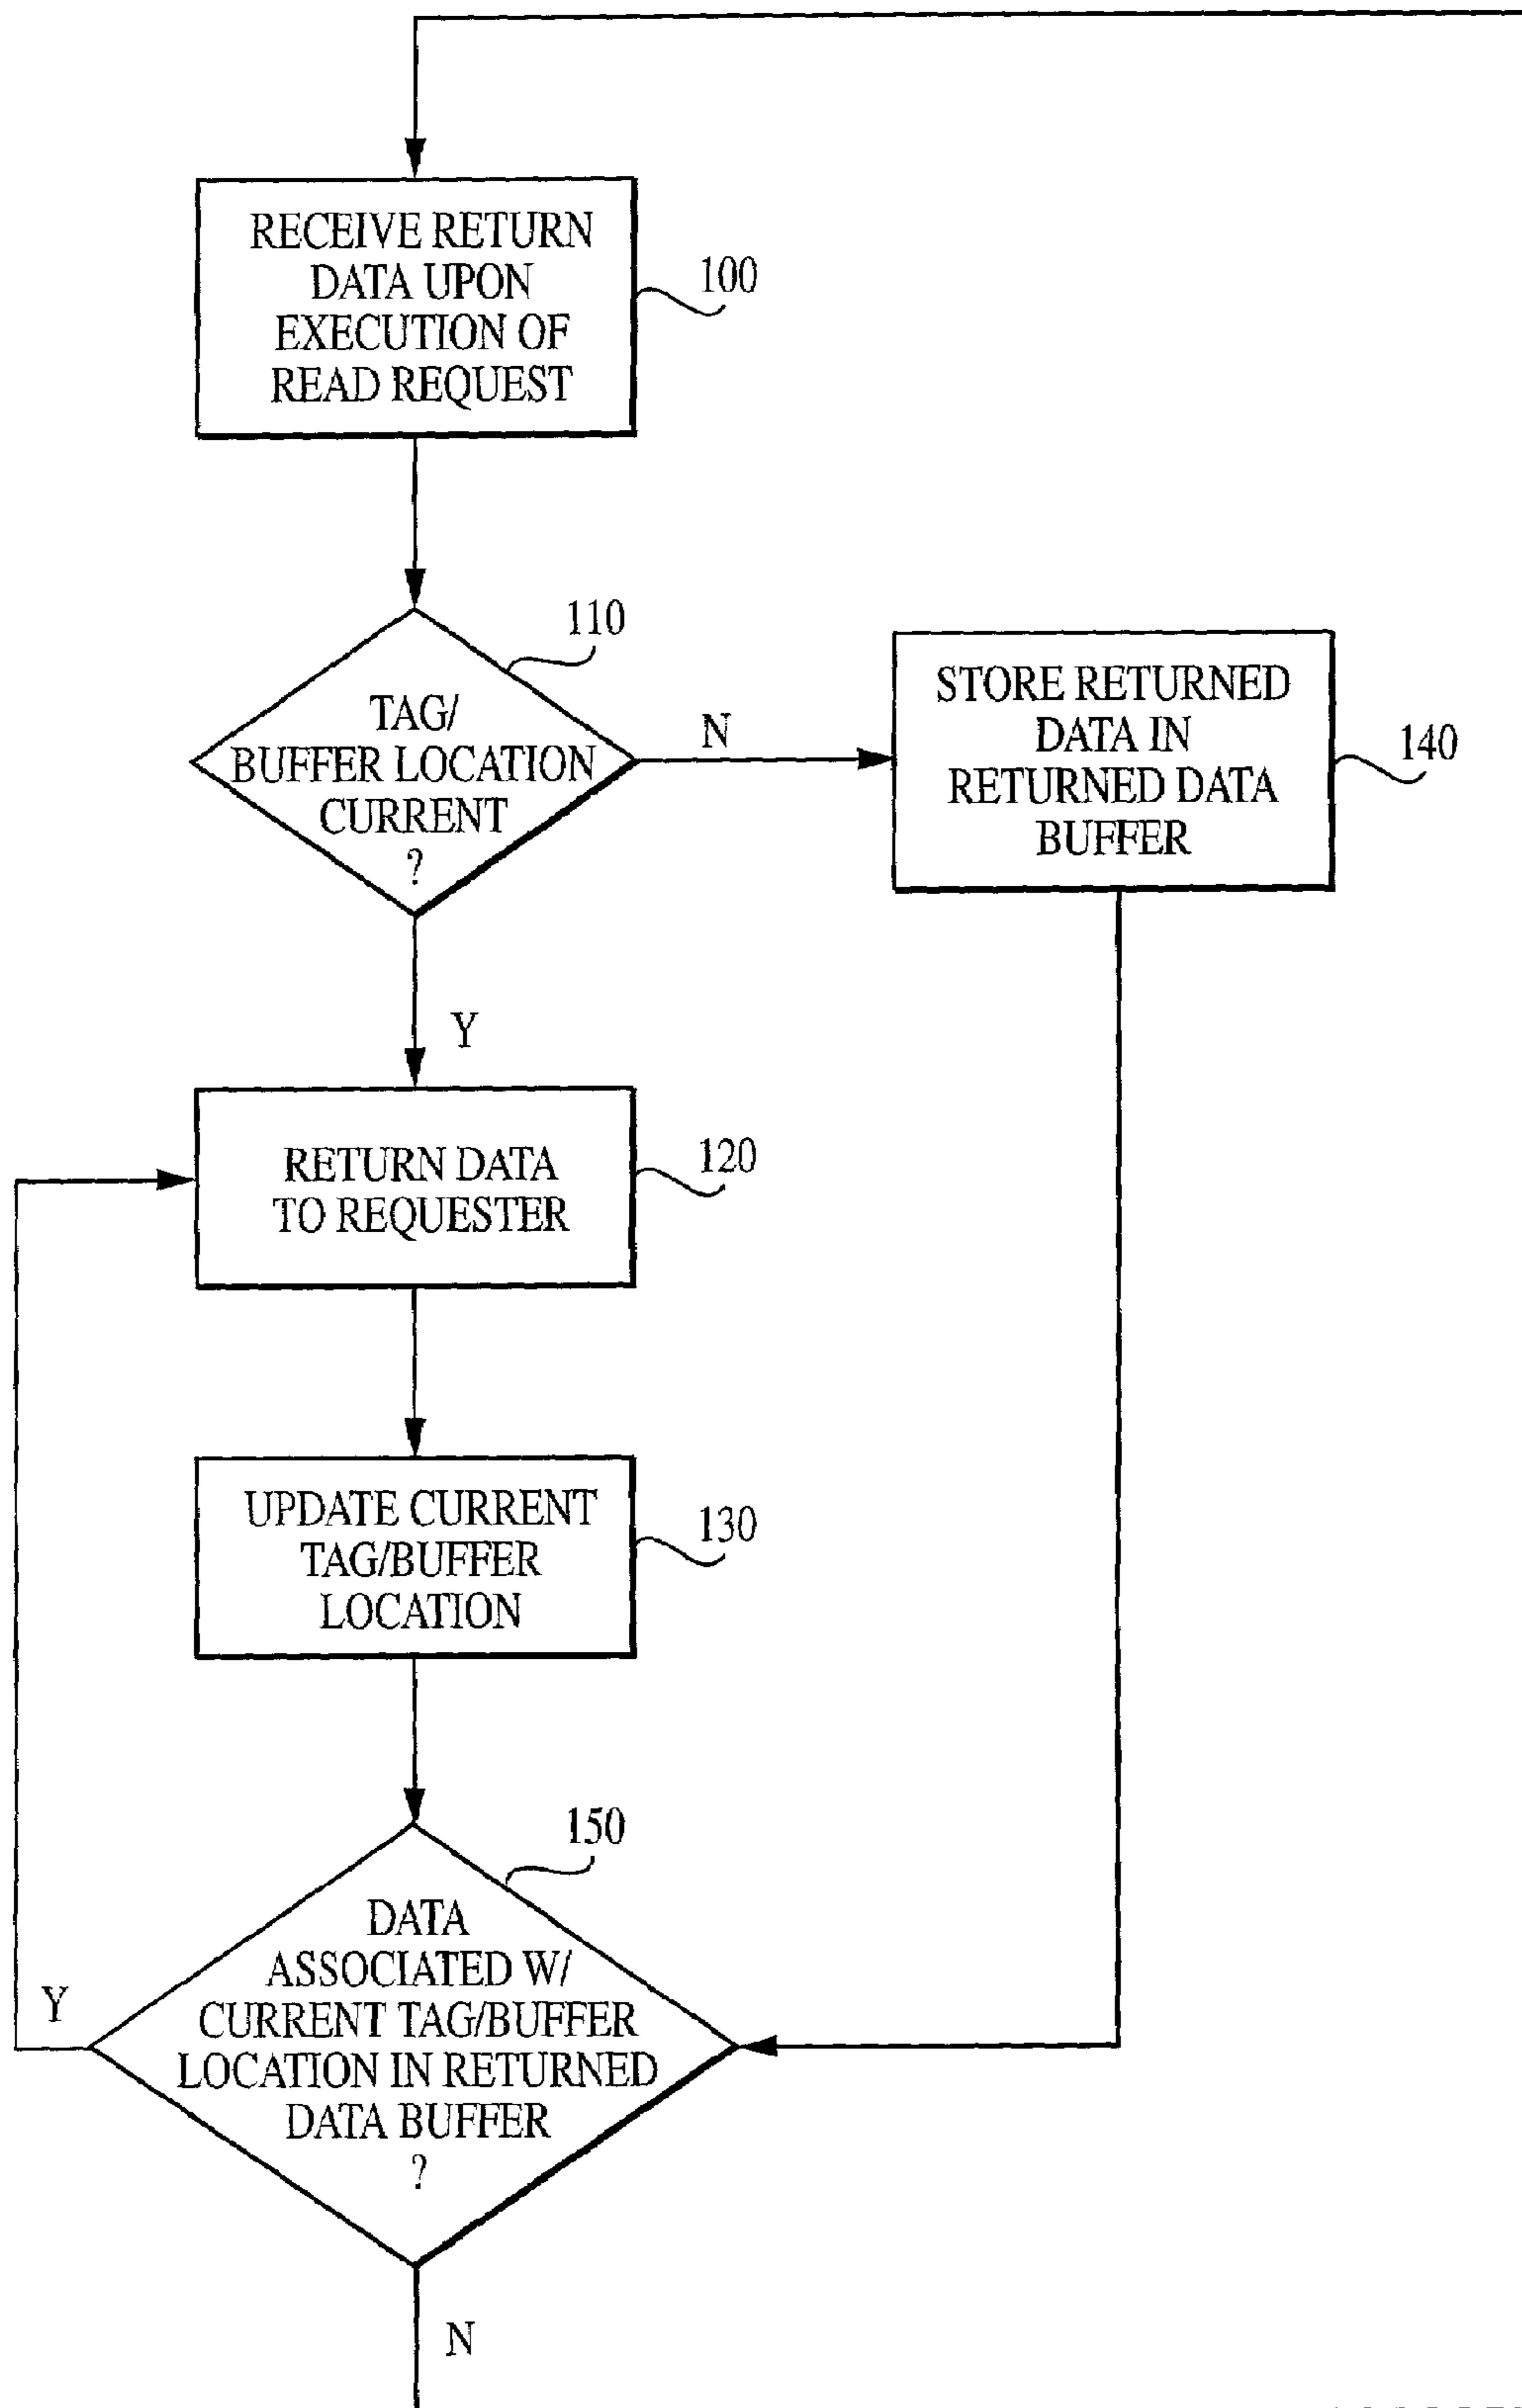 RECEIVE RETURN
DATA UPON
EXECUTION OF
READ REQUEST
100
110
TAG/
BUFFER LOCATION
CURRENT
?
N
STORE RETURNED
DATA IN
RETURNED DATA
BUFFER
140
Y
RETURN DATA
TO REQUESTER
120
UPDATE CURRENT
TAG/BUFFER
LOCATION
130
150
DATA
ASSOCIATED W/
CURRENT TAG/BUFFER
LOCATION IN RETURNED
DATA BUFFER
?
Y
N